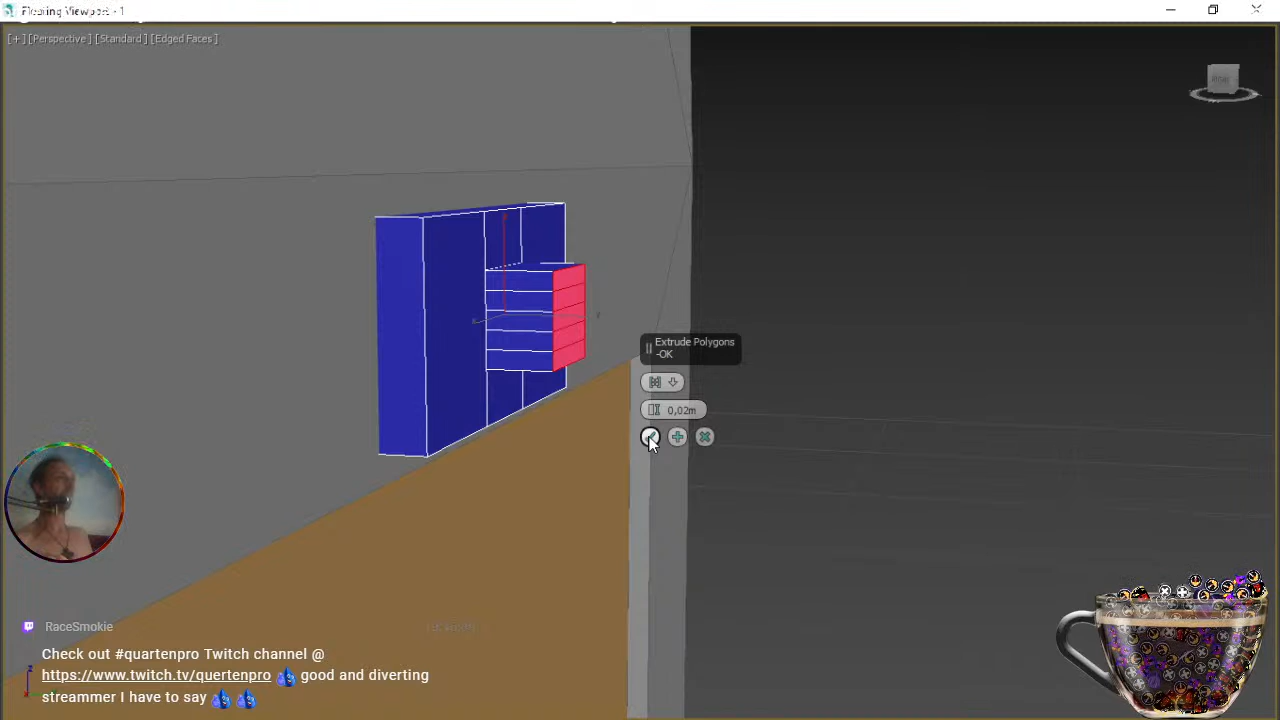 Floating Viewport - 1
[+] [Perspective] [Standard] [Edged Faces]
Extrude Polygons
-OK
0,02m
RaceSmokie
Check out #quartenpro Twitch channel @
https://www.twitch.tv/quertenpro good and diverting
streammer I have to say